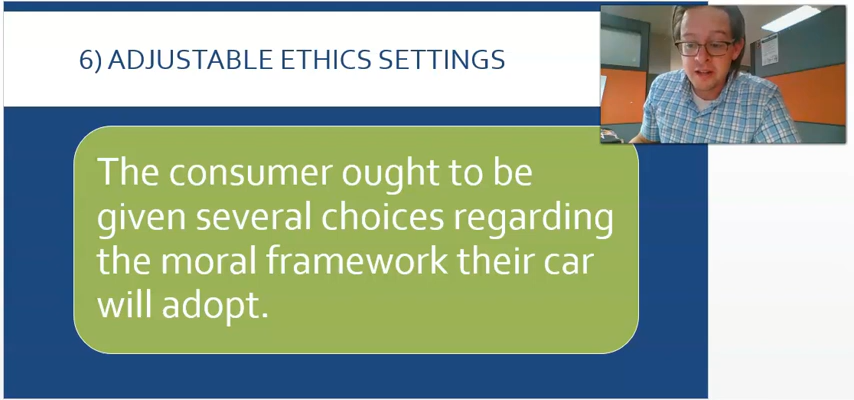 6) ADJUSTABLE ETHICS SETTINGS
The consumer ought to be
given several choices regarding
the moral framework their car
will adopt.